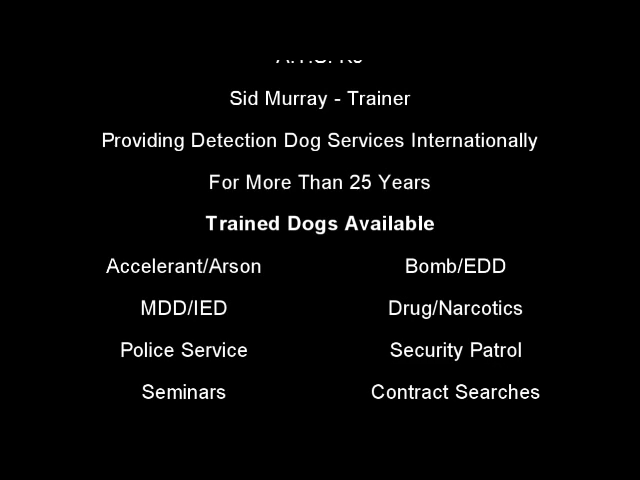 Sid Murray - Trainer
Providing Detection Dog Services Internationally
For More Than 25 Years
Trained Dogs Available
Accelerant/Arson Bomb/EDD
MDD/IED Drug/Narcotics
Police Service Security Patrol
Seminars Contract Searches